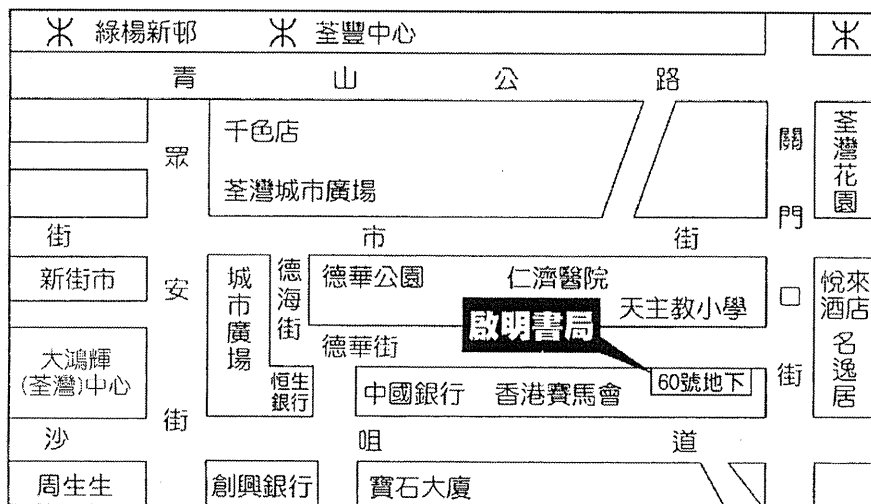 綠楊新邨 荃豐中心
青山公路
千色店
荃灣城市廣場
眾安街
關門口街
荃灣花園
街市街
新街市
城市廣場
德海街
德華公園 仁濟醫院
天主教小學
悅來酒店
名逸居
啟明書局
德華街
大鴻輝
(荃灣)中心
恒生銀行
中國銀行 香港賽馬會
60號地下
沙咀道
周生生
創興銀行
寶石大廈